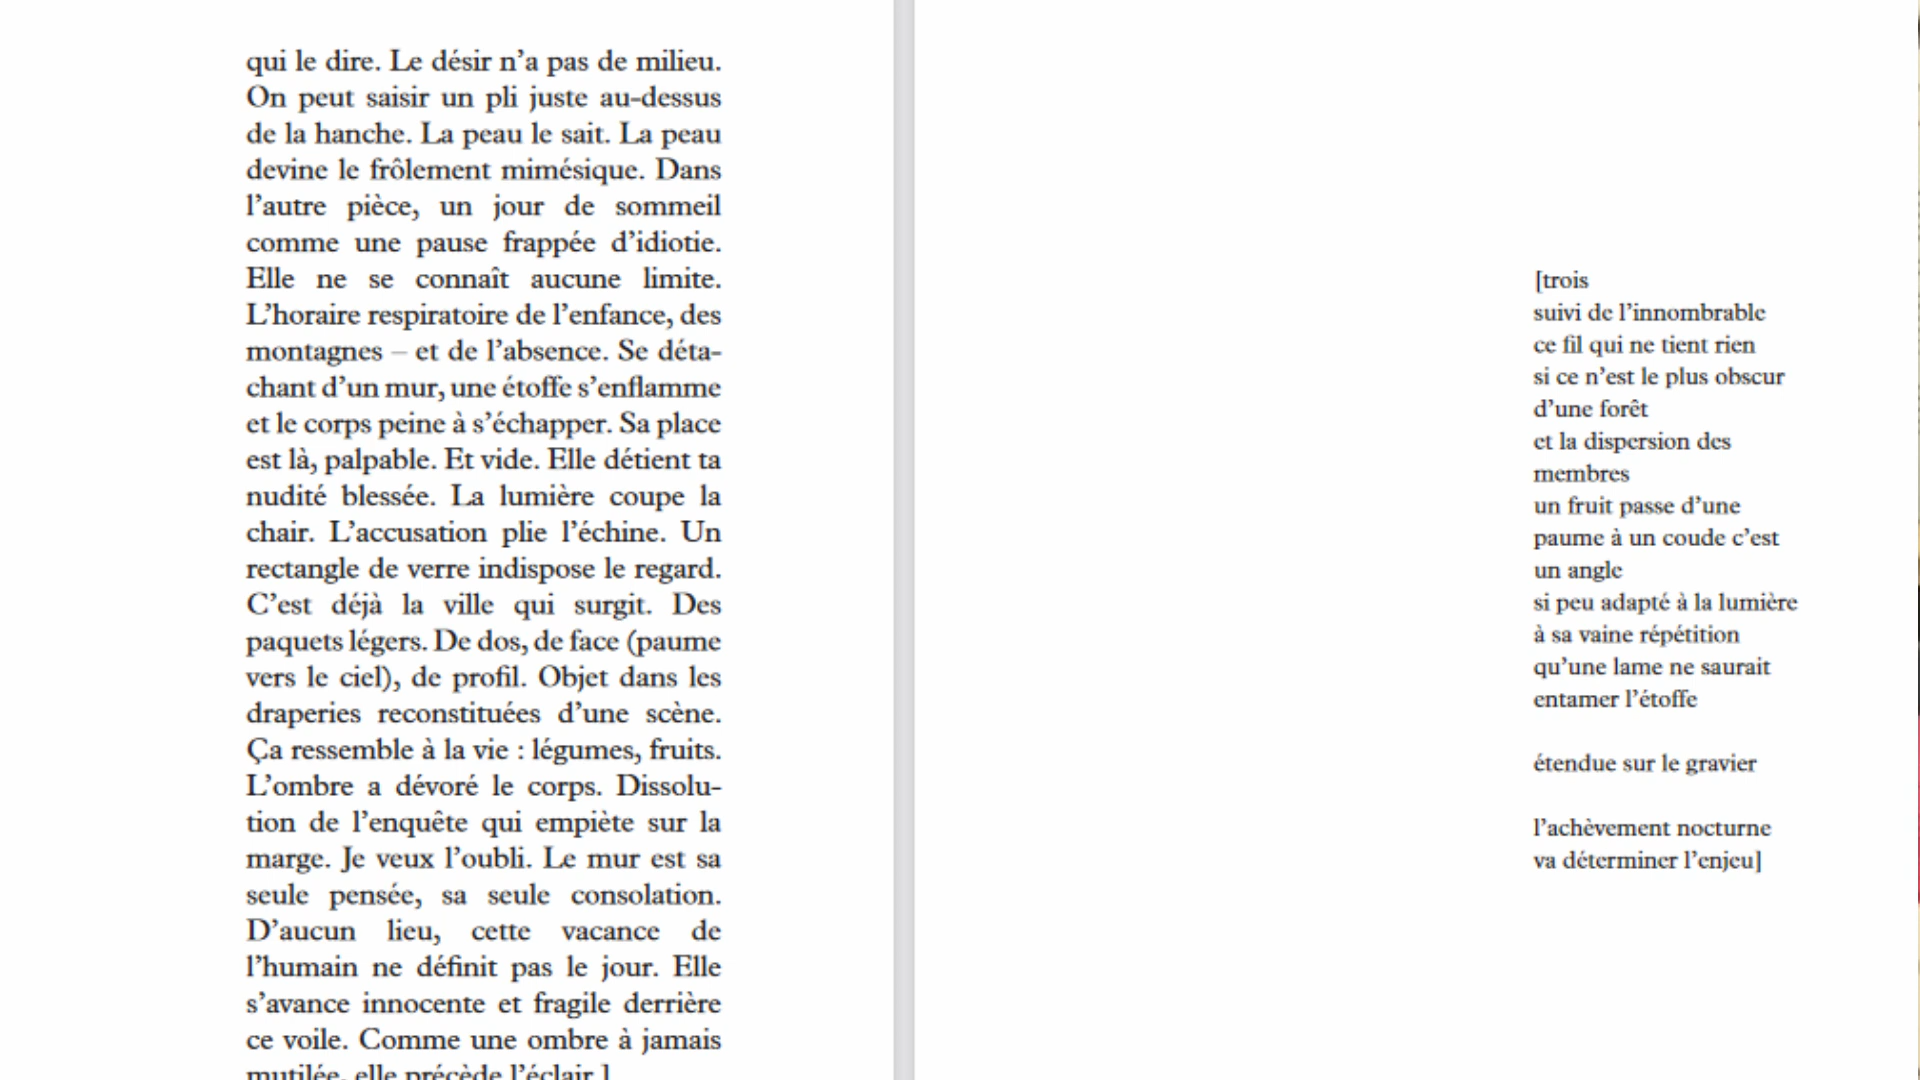 qui le dire. Le désir n’a pas de milieu.
On peut saisir un pli juste au-dessus
de la hanche. La peau le sait. La peau
devine le frôlement mimésique. Dans
l’autre pièce, un jour de sommeil
comme une pause frappée d’idiotie.
Elle ne se connaît aucune limite.
L’horaire respiratoire de l’enfance, des
montagnes – et de l’absence. Se déta-
chant d’un mur, une étoffe s’enflamme
et le corps peine à s’échapper. Sa place
est là, palpable. Et vide. Elle détient ta
nudité blessée. La lumière coupe la
chair. L’accusation plie l’échine. Un
rectangle de verre indispose le regard.
C’est déjà la ville qui surgit. Des
paquets légers. De dos, de face (paume
vers le ciel), de profil. Objet dans les
draperies reconstituées d’une scène.
Ça ressemble à la vie : légumes, fruits.
L’ombre a dévoré le corps. Dissolu-
tion de l’enquête qui empiète sur la
marge. Je veux l’oubli. Le mur est sa
seule pensée, sa seule consolation.
D’aucun lieu, cette vacance de
l’humain ne définit pas le jour. Elle
s’avance innocente et fragile derrière
ce voile. Comme une ombre à jamais
mutilée, elle précède l’éclair.]
[trois
suivi de l’innombrable
ce fil qui ne tient rien
si ce n’est le plus obscur
d’une forêt
et la dispersion des
membres
un fruit passe d’une
paume à un coude c’est
un angle
si peu adapté à la lumière
à sa vaine répétition
qu’une lame ne saurait
entamer l’étoffe
étendue sur le gravier
l’achèvement nocturne
va déterminer l’enjeu]